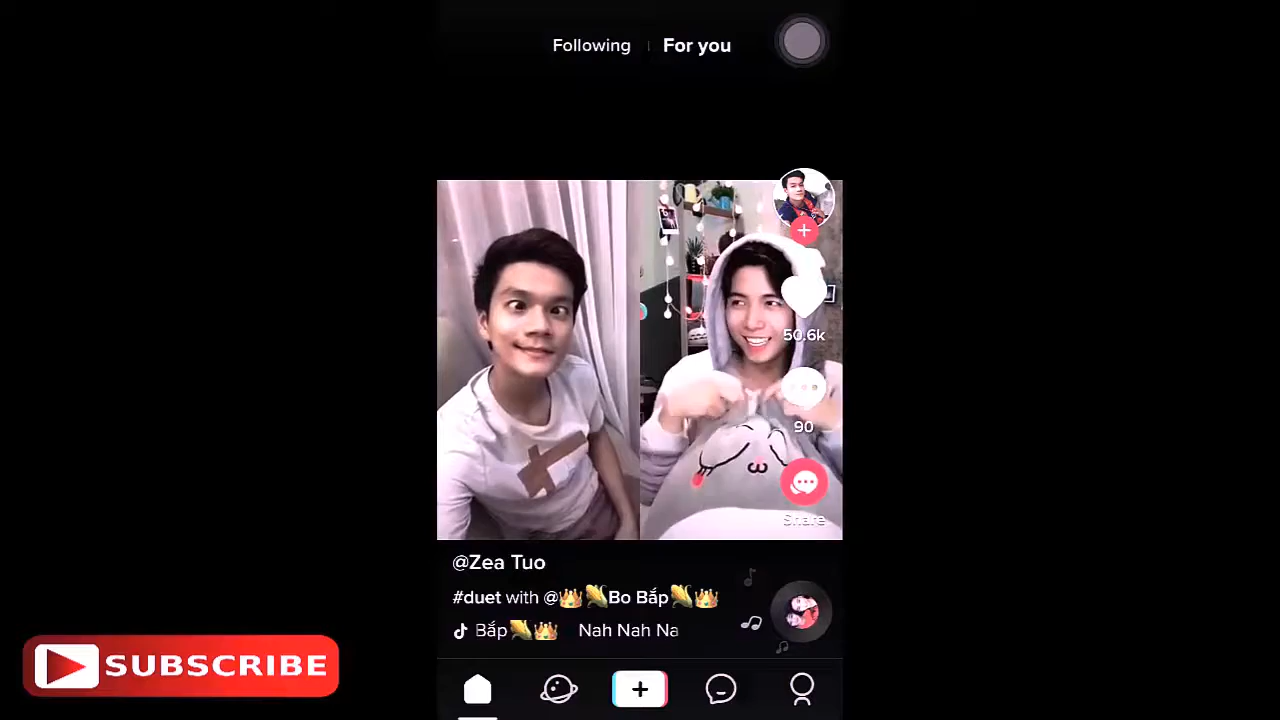 Following
For you
50.6k
90
Share
@Zea Tuo
#duet with @👑🌽Bo Bắp🌽👑
Bắp🌽👑 Nah Nah Na
SUBSCRIBE